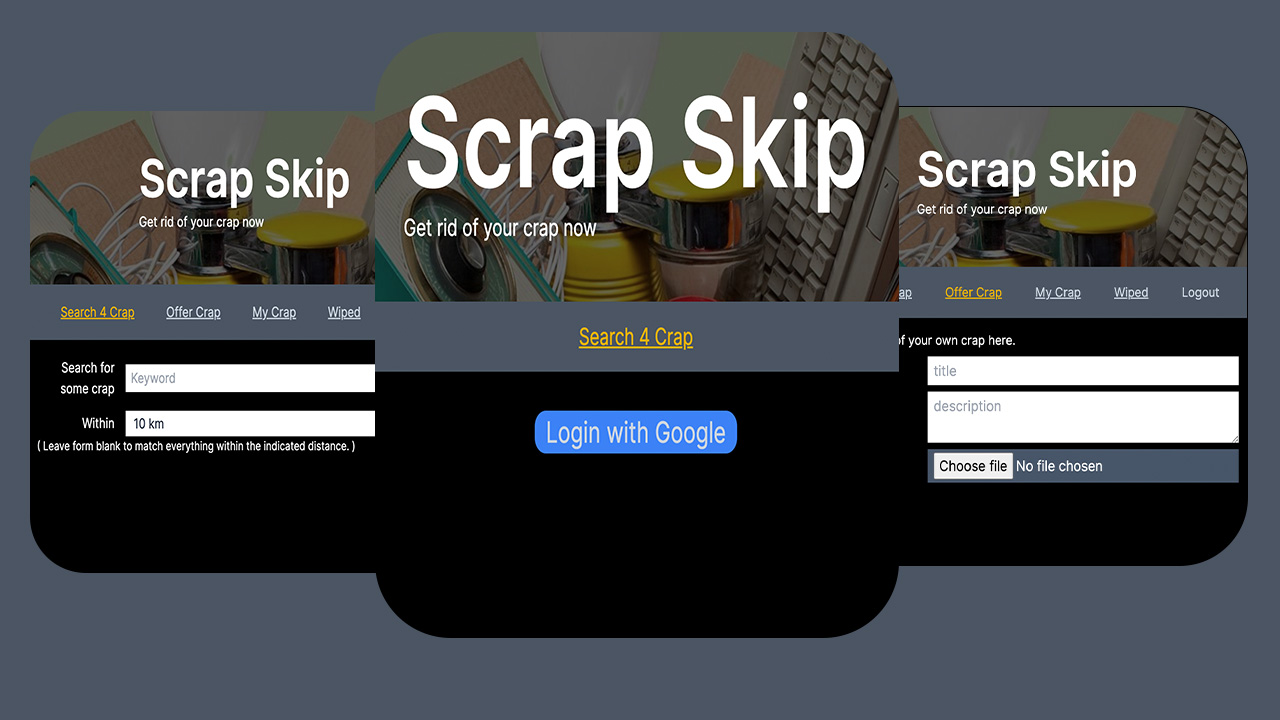 Scrap Skip
Get rid of your crap now
Search 4 Crap Offer Crap My Crap Wiped
Search for
some crap
Keyword
Within
10 km
( Leave form blank to match everything within the indicated distance. )
Scrap Skip
Get rid of your crap now
Search 4 Crap
Login with Google
Scrap Skip
Get rid of your crap now
ap Offer Crap My Crap Wiped Logout
of your own crap here.
title
description
Choose file No file chosen